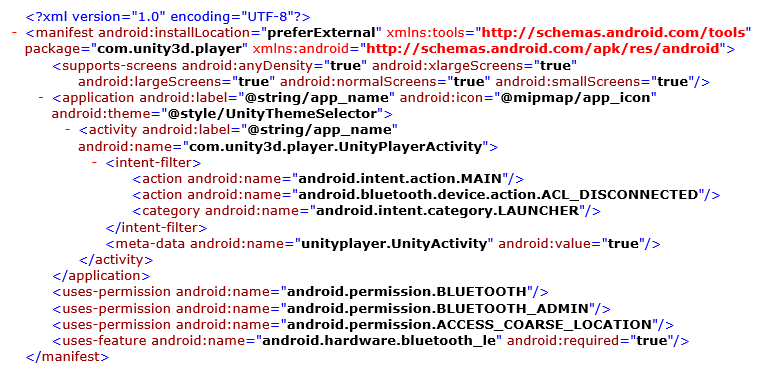 <?xml version="1.0" encoding="UTF-8"?>
- <manifest android:installLocation="preferExternal" xmlns:tools="http://schemas.android.com/tools"
package="com.unity3d.player" xmlns:android="http://schemas.android.com/apk/res/android">
<supports-screens android:anyDensity="true" android:xlargeScreens="true"
android:largeScreens="true" android:normalScreens="true" android:smallScreens="true"/>
- <application android:label="@string/app_name" android:icon="@mipmap/app_icon"
android:theme="@style/UnityThemeSelector">
- <activity android:label="@string/app_name"
android:name="com.unity3d.player.UnityPlayerActivity">
- <intent-filter>
<action android:name="android.intent.action.MAIN"/>
<action android:name="android.bluetooth.device.action.ACL_DISCONNECTED"/>
<category android:name="android.intent.category.LAUNCHER"/>
</intent-filter>
<meta-data android:name="unityplayer.UnityActivity" android:value="true"/>
</activity>
</application>
<uses-permission android:name="android.permission.BLUETOOTH"/>
<uses-permission android:name="android.permission.BLUETOOTH_ADMIN"/>
<uses-permission android:name="android.permission.ACCESS_COARSE_LOCATION"/>
<uses-feature android:name="android.hardware.bluetooth_le" android:required="true"/>
</manifest>